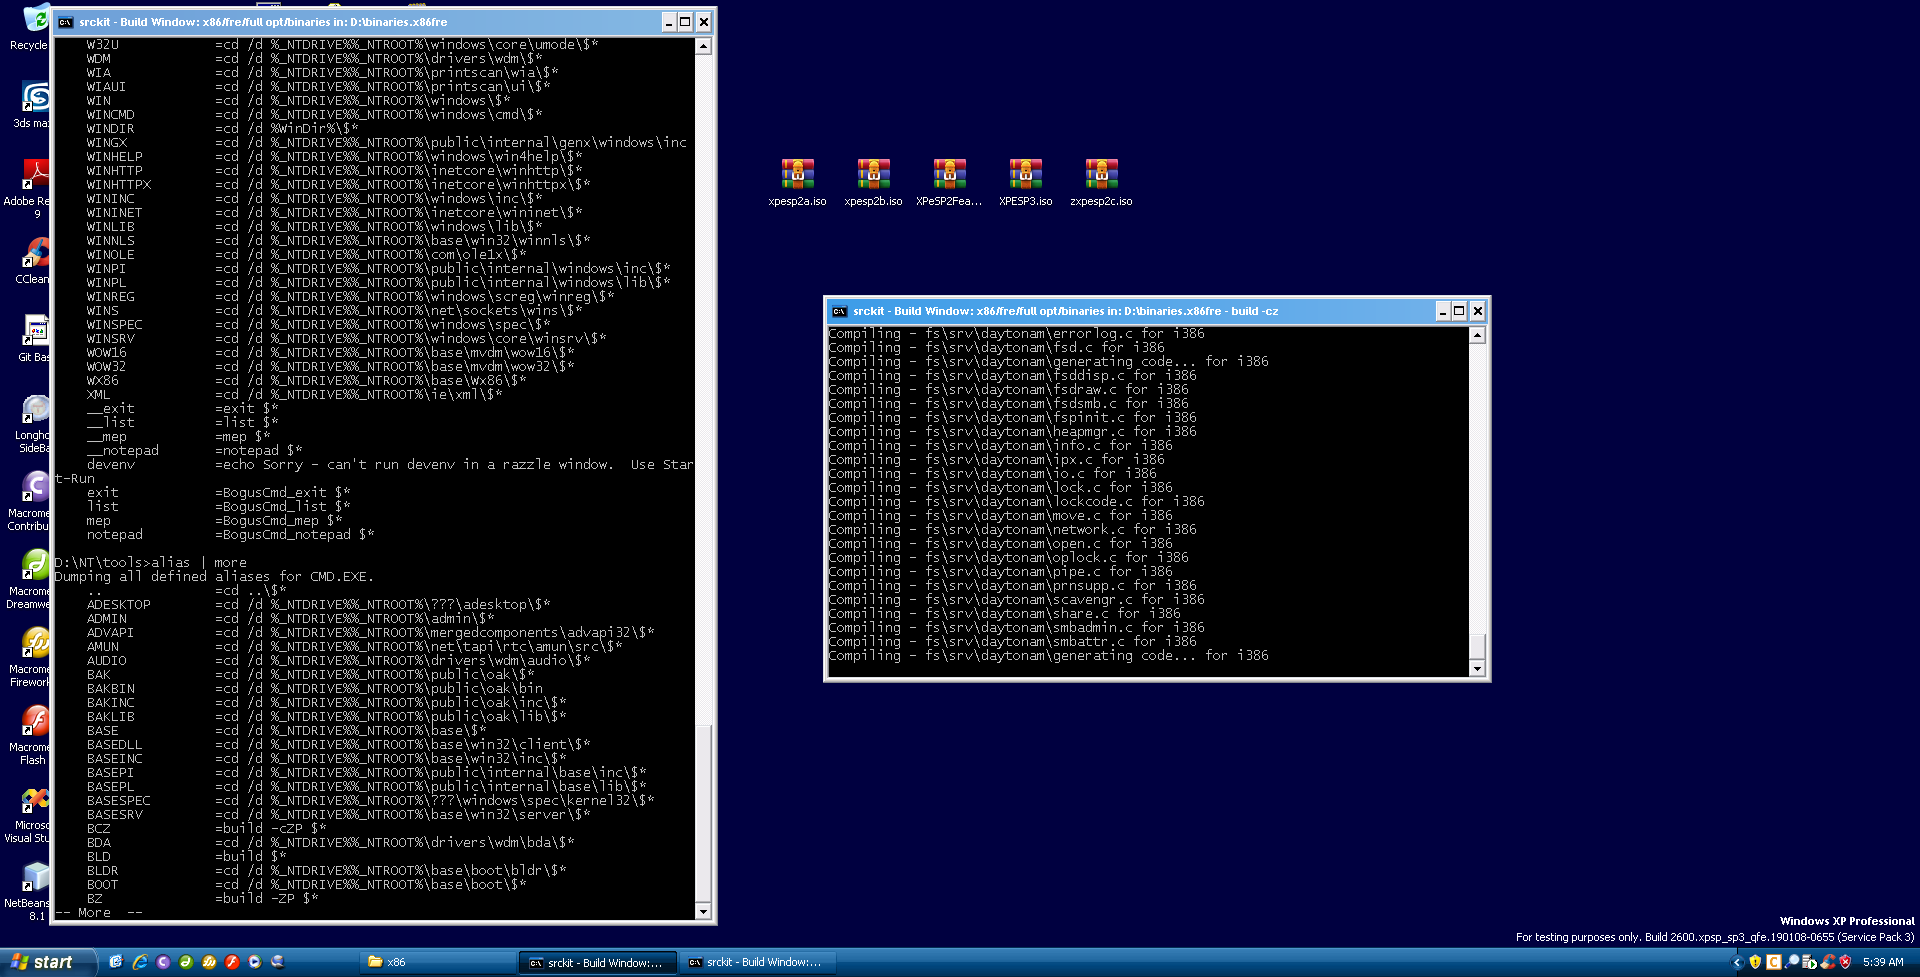 srckit - Build Window: x86/fre/full opt/binaries in: D:\binaries.x86fre
W32U =cd /d %_NTDRIVE%%_NTROOT%\windows\core\umode\$*
WDM =cd /d %_NTDRIVE%%_NTROOT%\drivers\wdm\$*
WIA =cd /d %_NTDRIVE%%_NTROOT%\printscan\wia\$*
WIAUI =cd /d %_NTDRIVE%%_NTROOT%\printscan\ui\$*
WIN =cd /d %_NTDRIVE%%_NTROOT%\windows\$*
WINCMD =cd /d %_NTDRIVE%%_NTROOT%\windows\cmd\$*
WINDIR =cd /d %WinDir%\$*
WINGX =cd /d %_NTDRIVE%%_NTROOT%\public\internal\genx\windows\inc
WINHELP =cd /d %_NTDRIVE%%_NTROOT%\windows\win4help\$*
WINHTTP =cd /d %_NTDRIVE%%_NTROOT%\inetcore\winhttp\$*
WINHTTPX =cd /d %_NTDRIVE%%_NTROOT%\inetcore\winhttpx\$*
WININC =cd /d %_NTDRIVE%%_NTROOT%\windows\inc\$*
WININET =cd /d %_NTDRIVE%%_NTROOT%\inetcore\wininet\$*
WINLIB =cd /d %_NTDRIVE%%_NTROOT%\windows\lib\$*
WINNLS =cd /d %_NTDRIVE%%_NTROOT%\base\win32\winnls\$*
WINOLE =cd /d %_NTDRIVE%%_NTROOT%\com\ole1x\$*
WINPI =cd /d %_NTDRIVE%%_NTROOT%\public\internal\windows\inc\$*
WINPL =cd /d %_NTDRIVE%%_NTROOT%\public\internal\windows\lib\$*
WINREG =cd /d %_NTDRIVE%%_NTROOT%\windows\screg\winreg\$*
WINS =cd /d %_NTDRIVE%%_NTROOT%\net\sockets\wins\$*
WINSPEC =cd /d %_NTDRIVE%%_NTROOT%\windows\spec\$*
WINSRV =cd /d %_NTDRIVE%%_NTROOT%\windows\core\winsrv\$*
WOW16 =cd /d %_NTDRIVE%%_NTROOT%\base\mvdm\wow16\$*
WOW32 =cd /d %_NTDRIVE%%_NTROOT%\base\mvdm\wow32\$*
WX86 =cd /d %_NTDRIVE%%_NTROOT%\base\Wx86\$*
XML =cd /d %_NTDRIVE%%_NTROOT%\ie\xml\$*
__exit =exit $*
__list =list $*
__mep =mep $*
__notepad =notepad $*
devenv =echo Sorry - can't run devenv in a razzle window.  Use Star
t-Run
exit =BogusCmd_exit $*
list =BogusCmd_list $*
mep =BogusCmd_mep $*
notepad =BogusCmd_notepad $*
D:\NT\tools>alias | more
Dumping all defined aliases for CMD.EXE.
.. =cd ..\$*
ADESKTOP =cd /d %_NTDRIVE%%_NTROOT%\???\adesktop\$*
ADMIN =cd /d %_NTDRIVE%%_NTROOT%\admin\$*
ADVAPI =cd /d %_NTDRIVE%%_NTROOT%\mergedcomponents\advapi32\$*
AMUN =cd /d %_NTDRIVE%%_NTROOT%\net\tapi\rtc\amun\src\$*
AUDIO =cd /d %_NTDRIVE%%_NTROOT%\drivers\wdm\audio\$*
BAK =cd /d %_NTDRIVE%%_NTROOT%\public\oak\$*
BAKBIN =cd /d %_NTDRIVE%%_NTROOT%\public\oak\bin
BAKINC =cd /d %_NTDRIVE%%_NTROOT%\public\oak\inc\$*
BAKLIB =cd /d %_NTDRIVE%%_NTROOT%\public\oak\lib\$*
BASE =cd /d %_NTDRIVE%%_NTROOT%\base\$*
BASEDLL =cd /d %_NTDRIVE%%_NTROOT%\base\win32\client\$*
BASEINC =cd /d %_NTDRIVE%%_NTROOT%\base\win32\inc\$*
BASEPI =cd /d %_NTDRIVE%%_NTROOT%\public\internal\base\inc\$*
BASEPL =cd /d %_NTDRIVE%%_NTROOT%\public\internal\base\lib\$*
BASESPEC =cd /d %_NTDRIVE%%_NTROOT%\???\windows\spec\kernel32\$*
BASESRV =cd /d %_NTDRIVE%%_NTROOT%\base\win32\server\$*
BCZ =build -cZP $*
BDA =cd /d %_NTDRIVE%%_NTROOT%\drivers\wdm\bda\$*
BLD =build $*
BLDR =cd /d %_NTDRIVE%%_NTROOT%\base\boot\bldr\$*
BOOT =cd /d %_NTDRIVE%%_NTROOT%\base\boot\$*
BZ =build -ZP $*
-- More --
Recycle
3ds ma
Adobe Re
9
CClean
Git Bas
Longho
SideBa
Macrome
Contribu
Macrome
Dreamwe
Macrome
Firework
Macrome
Flash
Microso
Visual Stu
NetBeans
8.1
xpesp2a.iso
xpesp2b.iso
XPeSP2Fea...
XPESP3.iso
zxpesp2c.iso
srckit - Build Window: x86/fre/full opt/binaries in: D:\binaries.x86fre - build -cz
Compiling - fs\srv\daytonam\errorlog.c for i386
Compiling - fs\srv\daytonam\fsd.c for i386
Compiling - fs\srv\daytonam\generating code... for i386
Compiling - fs\srv\daytonam\fsddisp.c for i386
Compiling - fs\srv\daytonam\fsdraw.c for i386
Compiling - fs\srv\daytonam\fsdsmb.c for i386
Compiling - fs\srv\daytonam\fspinit.c for i386
Compiling - fs\srv\daytonam\heapmgr.c for i386
Compiling - fs\srv\daytonam\info.c for i386
Compiling - fs\srv\daytonam\ipx.c for i386
Compiling - fs\srv\daytonam\io.c for i386
Compiling - fs\srv\daytonam\lock.c for i386
Compiling - fs\srv\daytonam\lockcode.c for i386
Compiling - fs\srv\daytonam\move.c for i386
Compiling - fs\srv\daytonam\network.c for i386
Compiling - fs\srv\daytonam\open.c for i386
Compiling - fs\srv\daytonam\oplock.c for i386
Compiling - fs\srv\daytonam\pipe.c for i386
Compiling - fs\srv\daytonam\prnsupp.c for i386
Compiling - fs\srv\daytonam\scavengr.c for i386
Compiling - fs\srv\daytonam\share.c for i386
Compiling - fs\srv\daytonam\smbadmin.c for i386
Compiling - fs\srv\daytonam\smbattr.c for i386
Compiling - fs\srv\daytonam\generating code... for i386
Windows XP Professional
For testing purposes only. Build 2600.xpsp_sp3_qfe.190108-0655 (Service Pack 3)
start
x86
srckit - Build Window:...
srckit - Build Window:...
5:39 AM